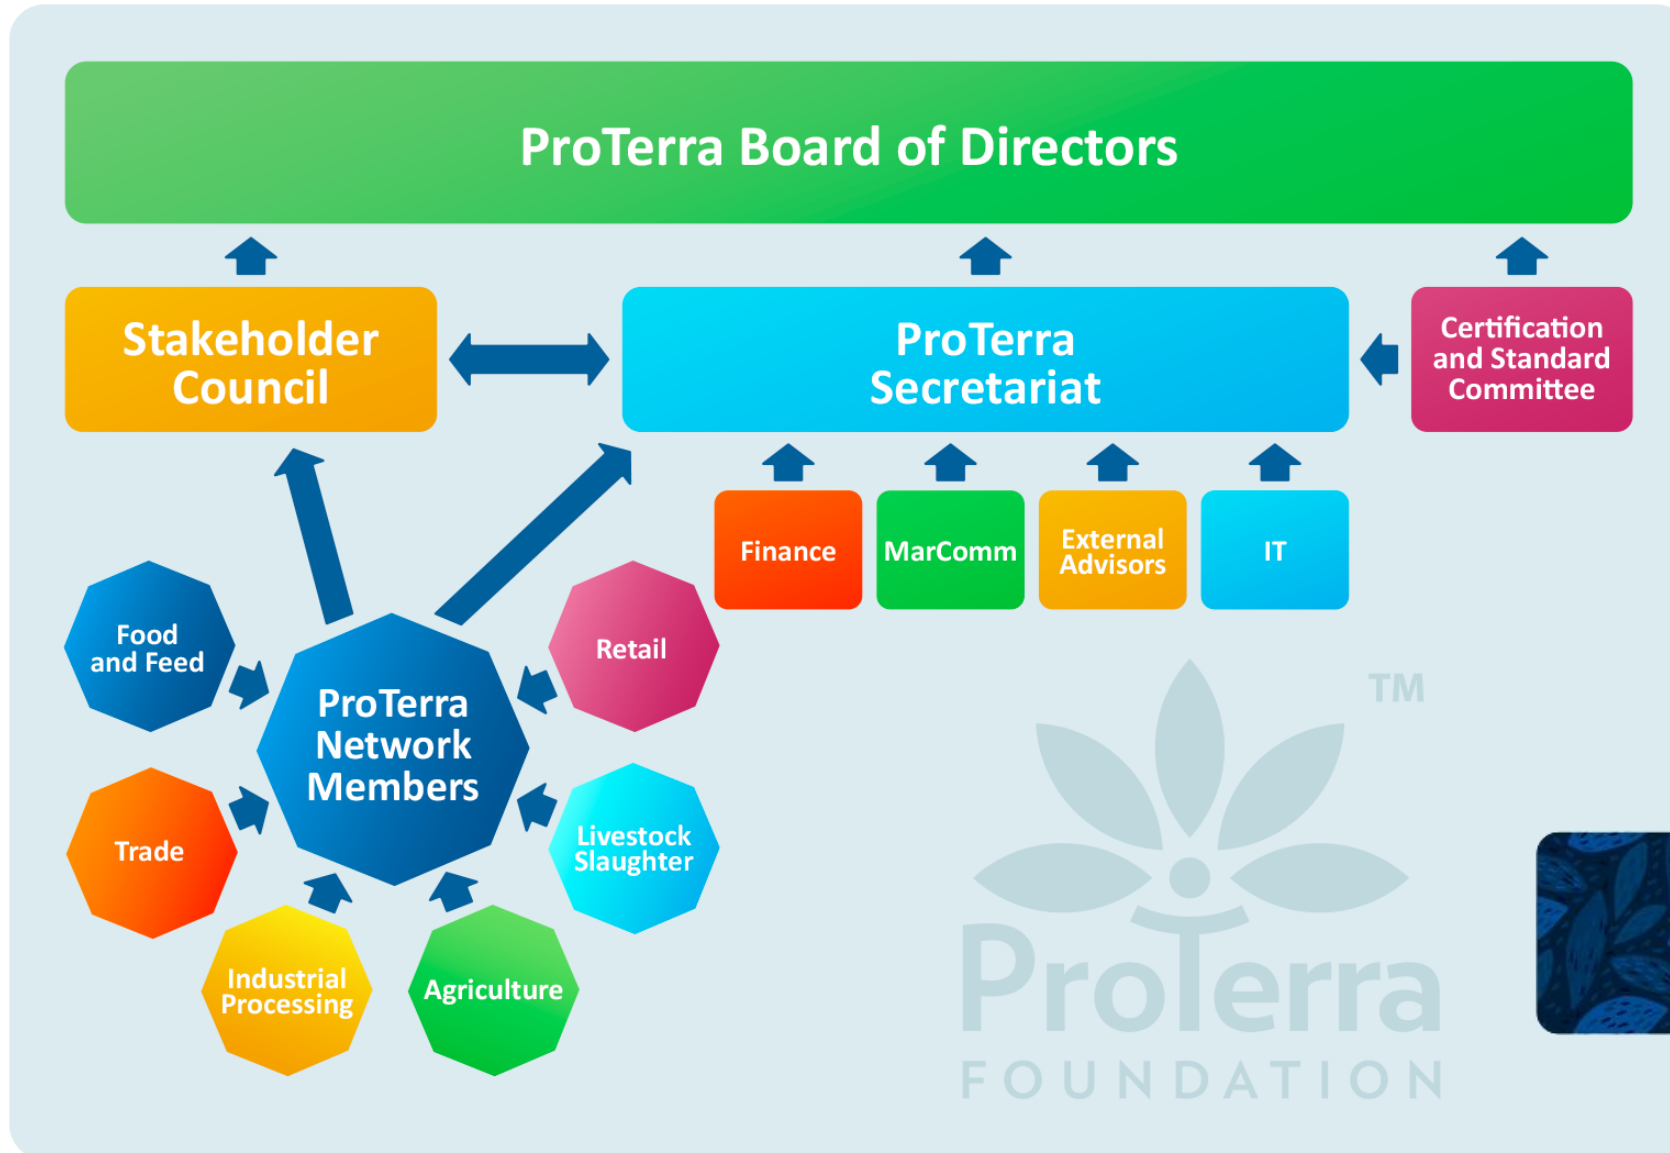 ProTerra Board of Directors
Stakeholder
Council
ProTerra
Secretariat
Certification
and Standard
Committee
Finance
MarComm
External
Advisors
IT
Food
and Feed
Retail
ProTerra
Network
Members
Trade
Livestock
Slaughter
Industrial
Processing
Agriculture
TM
ProTerra
FOUNDATION